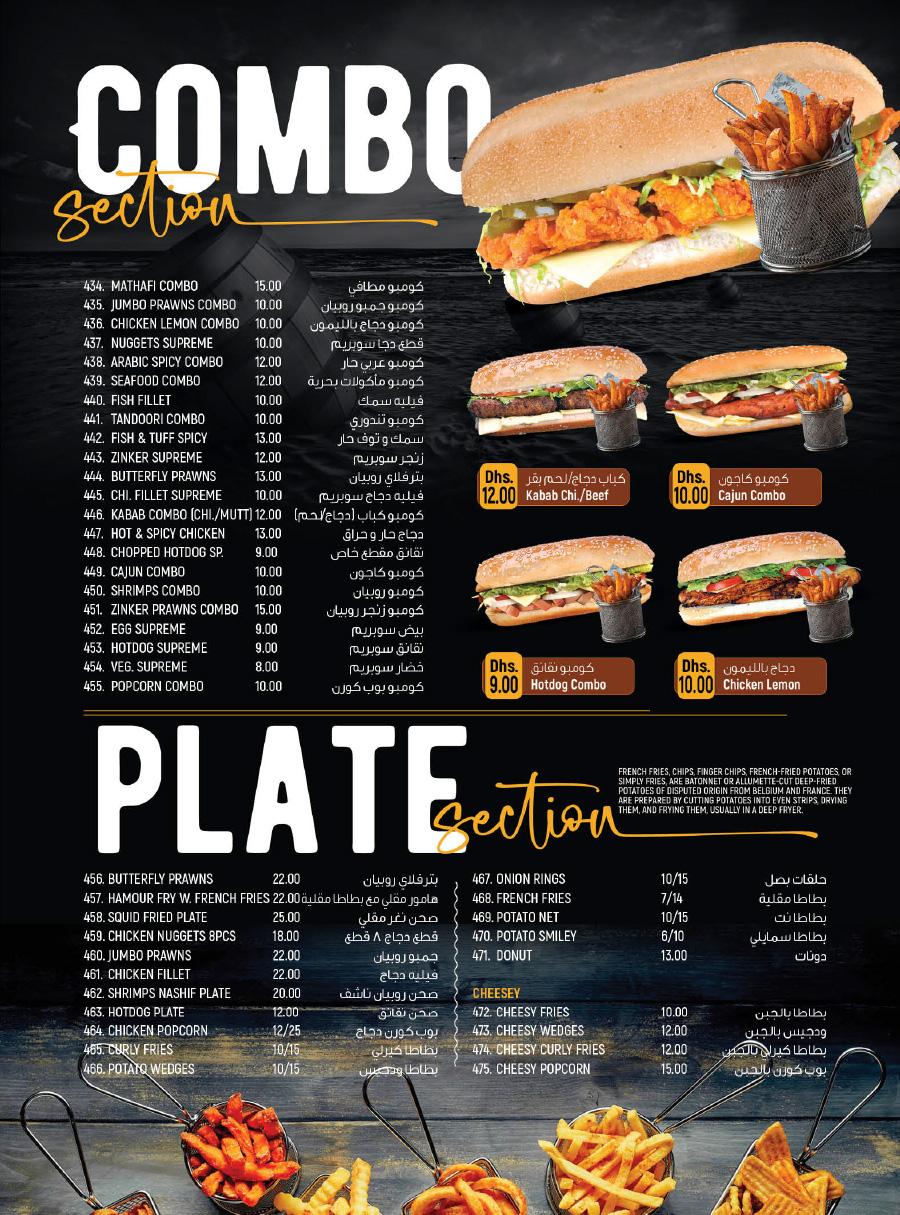 COMBO
section
434. MATHAFI COMBO 15.00 كومبو مطافي
435. JUMBO PRAWNS COMBO 10.00 كومبو جمبو روبيان
436. CHICKEN LEMON COMBO 10.00 كومبو دجاج بالليمون
437. NUGGETS SUPREME 10.00 قطع دجا سوبريم
438. ARABIC SPICY COMBO 12.00 كومبو عربي حار
439. SEAFOOD COMBO 12.00 كومبو مأكولات بحرية
440. FISH FILLET 10.00 فيليه سمك
441. TANDOORI COMBO 10.00 كومبو تندوري
442. FISH & TUFF SPICY 13.00 سمك و توف حار
443. ZINKER SUPREME 12.00 زنجر سوبريم
444. BUTTERFLY PRAWNS 13.00 بترفلاي روبيان
445. CHI. FILLET SUPREME 10.00 فيليه دجاج سوبريم
446. KABAB COMBO (CHI./MUTT) 12.00 كومبو كباب (دجاج/لحم)
447. HOT & SPICY CHICKEN 13.00 دجاج حار و حراق
448. CHOPPED HOTDOG SP. 9.00 نقانق مقطع خاص
449. CAJUN COMBO 10.00 كومبو كاجون
450. SHRIMPS COMBO 10.00 كومبو روبيان
451. ZINKER PRAWNS COMBO 15.00 كومبو زنجر روبيان
452. EGG SUPREME 9.00 بيض سوبريم
453. HOTDOG SUPREME 9.00 نقانق سوبريم
454. VEG. SUPREME 8.00 خضار سوبريم
455. POPCORN COMBO 10.00 كومبو بوب كورن
Dhs. 12.00 كباب دجاج/لحم بقر
Kabab Chi./Beef
Dhs. 10.00 كومبو كاجون
Cajun Combo
Dhs. 9.00 كومبو نقانق
Hotdog Combo
Dhs. 10.00 دجاج بالليمون
Chicken Lemon
PLATE
section
FRENCH FRIES, CHIPS, FINGER CHIPS, FRENCH-FRIED POTATOES, OR
SIMPLY FRIES, ARE BATONNET OR ALLUMETTE-CUT DEEP-FRIED
POTATOES OF DISPUTED ORIGIN FROM BELGIUM AND FRANCE. THEY
ARE PREPARED BY CUTTING POTATOES INTO EVEN STRIPS, DRYING
THEM, AND FRYING THEM, USUALLY IN A DEEP FRYER.
456. BUTTERFLY PRAWNS 22.00 بترفلاي روبيان
457. HAMOUR FRY W. FRENCH FRIES 22.00 هامور مقلي مع بطاطا مقلية
458. SQUID FRIED PLATE 25.00 صحن نغر مقلي
459. CHICKEN NUGGETS 8PCS 18.00 قطع دجاج ٨ قطع
460. JUMBO PRAWNS 22.00 جمبو روبيان
461. CHICKEN FILLET 22.00 فيليه دجاج
462. SHRIMPS NASHIF PLATE 20.00 صحن روبيان ناشف
463. HOTDOG PLATE 12.00 صحن نقانق
464. CHICKEN POPCORN 12/25 بوب كورن دجاج
465. CURLY FRIES 10/15 بطاطا كيرلي
466. POTATO WEDGES 10/15 بطاطا ودجيس
467. ONION RINGS 10/15 حلقات بصل
468. FRENCH FRIES 7/14 بطاطا مقلية
469. POTATO NET 10/15 بطاطا نت
470. POTATO SMILEY 6/10 بطاطا سمايلي
471. DONUT 13.00 دونات
CHEESEY
472. CHEESY FRIES 10.00 بطاطا بالجبن
473. CHEESY WEDGES 12.00 ودجيس بالجبن
474. CHEESY CURLY FRIES 12.00 بطاطا كيرلي بالجبن
475. CHEESY POPCORN 15.00 بوب كورن بالجبن